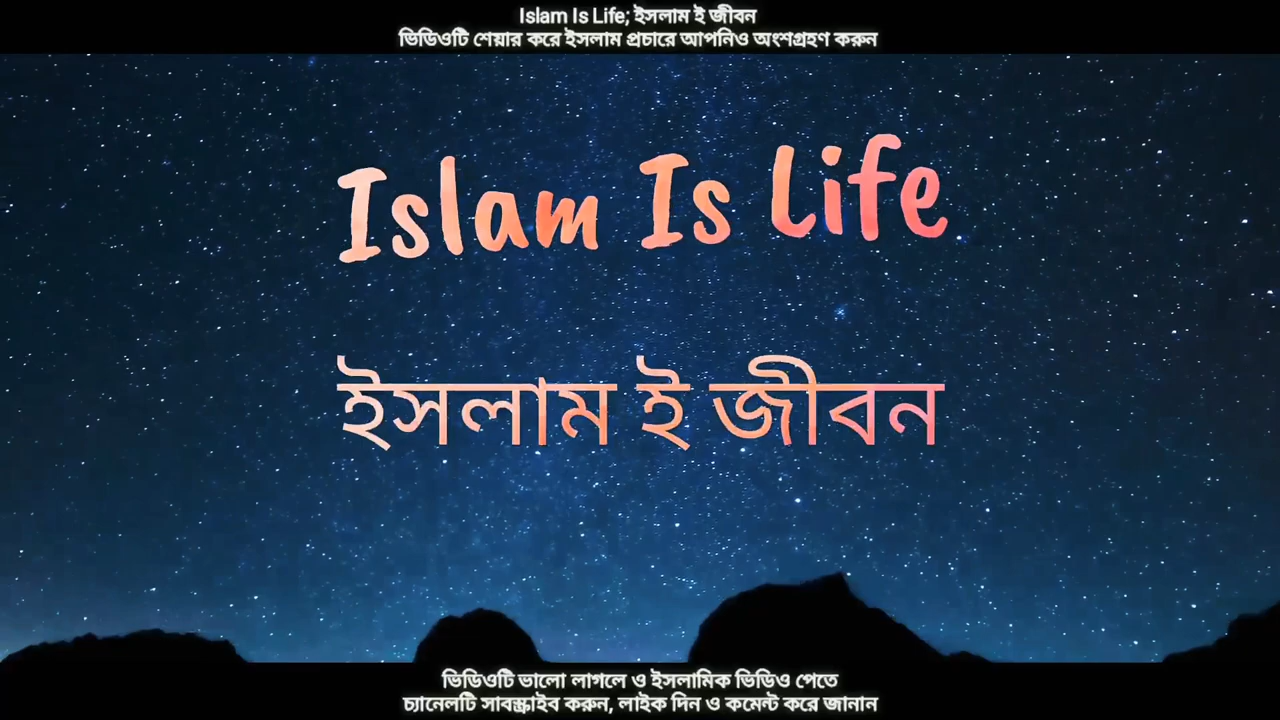 Islam Is Life; ইসলাম ই জীবন
ভিডিওটি শেয়ার করে ইসলাম প্রচারে আপনিও অংশগ্রহণ করুন
Islam Is Life
ইসলাম ই জীবন
ভিডিওটি ভালো লাগলে ও ইসলামিক ভিডিও পেতে
চ্যানেলটি সাবস্ক্রাইব করুন, লাইক দিন ও কমেন্ট করে জানান